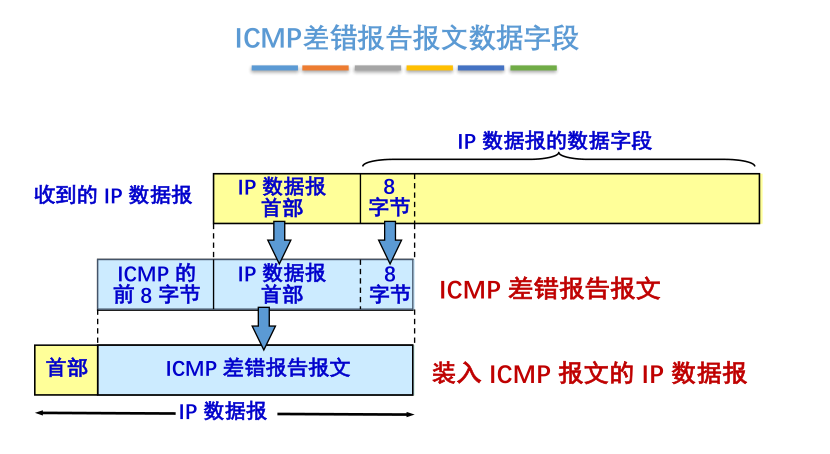 ICMP差错报告报文数据字段
IP 数据报的数据字段
收到的 IP 数据报
IP 数据报
首部
8
字节
ICMP 的
前 8 字节
IP 数据报
首部
8
字节
ICMP 差错报告报文
首部
ICMP 差错报告报文
装入 ICMP 报文的 IP 数据报
IP 数据报